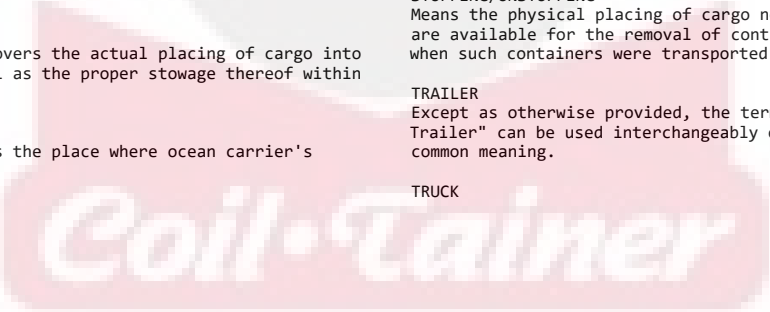 overs the actual placing of cargo into
as the proper stowage thereof within
s the place where ocean carrier's
Means the physical placing of cargo n
are available for the removal of cont
when such containers were transported
TRAILER
Except as otherwise provided, the ter
Trailer" can be used interchangeably
common meaning.
TRUCK
Coil•Tainer